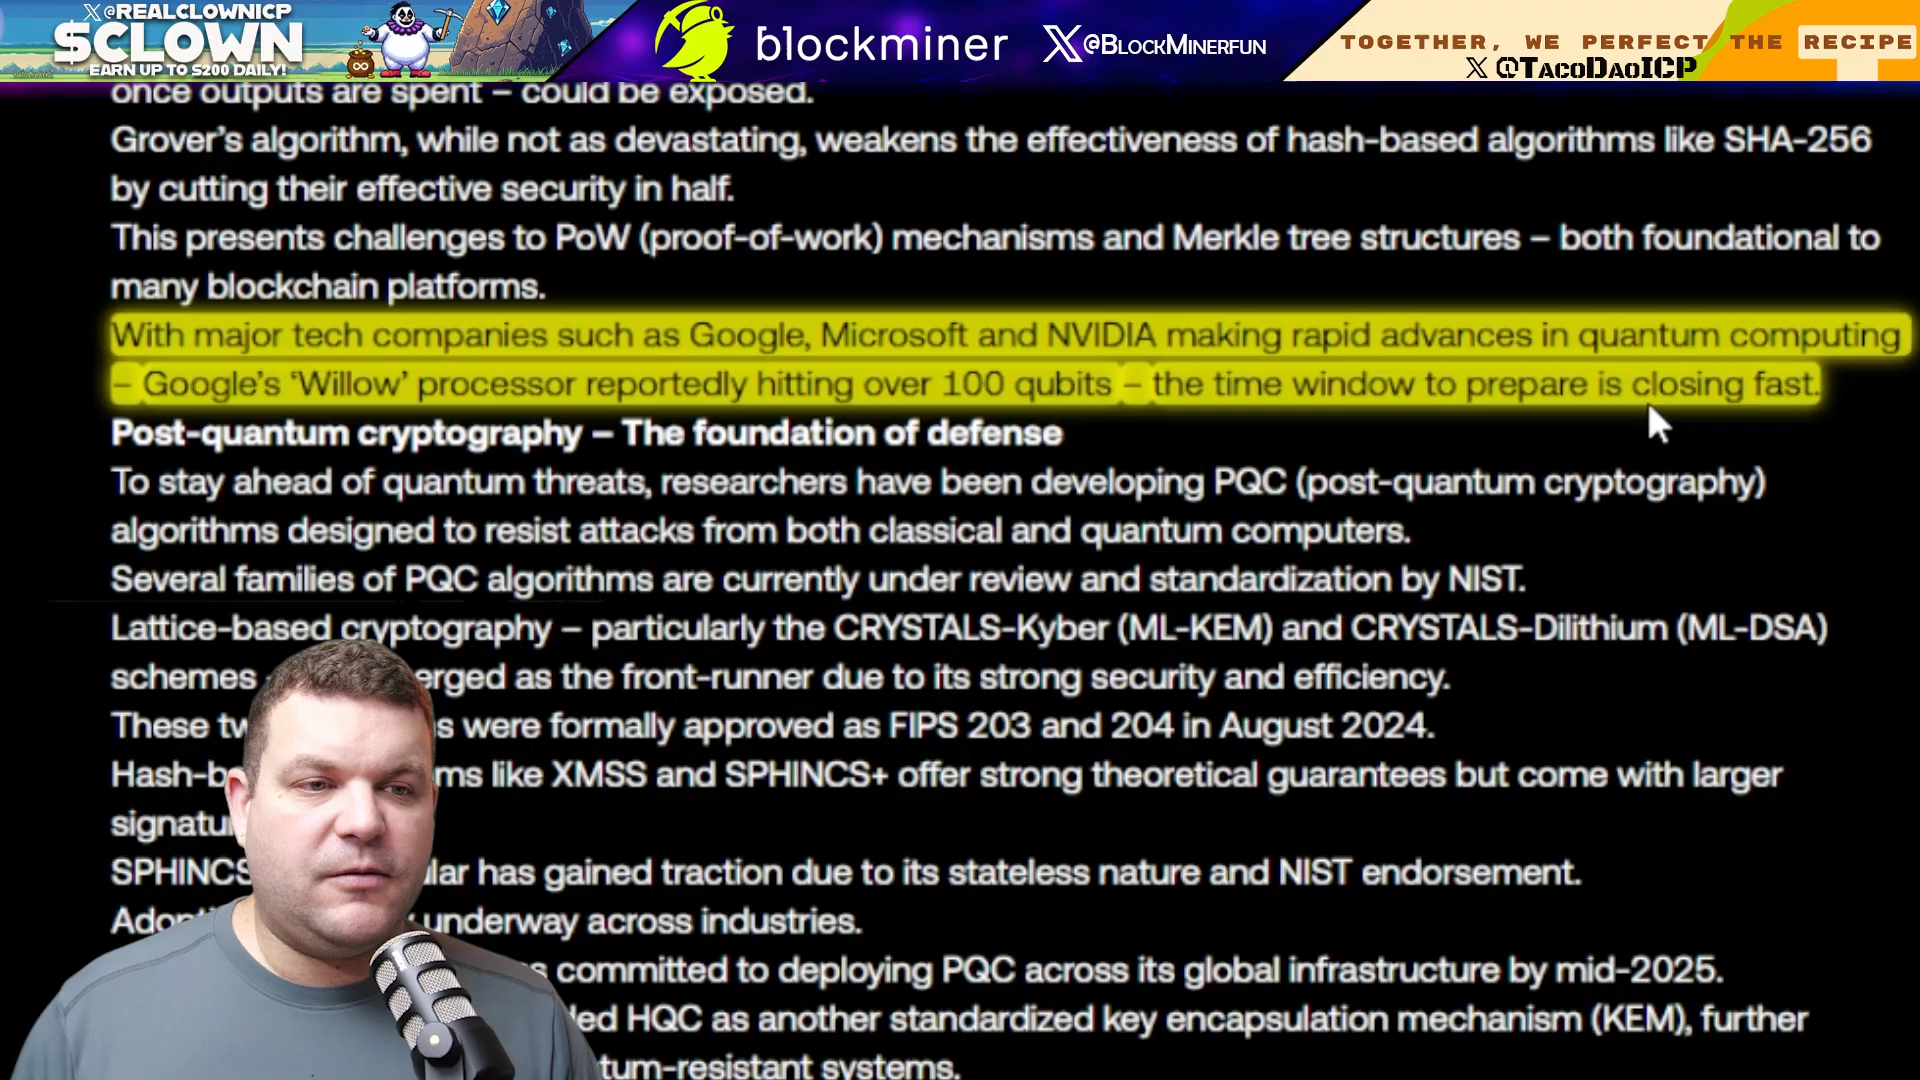 X@REALCLOWNICP
$CLOWN
EARN UP TO $200 DAILY!
blockminer
X@BLOCKMINERFUN
TOGETHER, WE PERFECT THE RECIPE
X @TACODAOICP
once outputs are spent – could be exposed.
Grover's algorithm, while not as devastating, weakens the effectiveness of hash-based algorithms like SHA-256
by cutting their effective security in half.
This presents challenges to PoW (proof-of-work) mechanisms and Merkle tree structures – both foundational to
many blockchain platforms.
With major tech companies such as Google, Microsoft and NVIDIA making rapid advances in quantum computing
– Google's 'Willow' processor reportedly hitting over 100 qubits – the time window to prepare is closing fast.
Post-quantum cryptography – The foundation of defense
To stay ahead of quantum threats, researchers have been developing PQC (post-quantum cryptography)
algorithms designed to resist attacks from both classical and quantum computers.
Several families of PQC algorithms are currently under review and standardization by NIST.
Lattice-based cryptography – particularly the CRYSTALS-Kyber (ML-KEM) and CRYSTALS-Dilithium (ML-DSA)
schemes erged as the front-runner due to its strong security and efficiency.
These were formally approved as FIPS 203 and 204 in August 2024.
Hash-b ms like XMSS and SPHINCS+ offer strong theoretical guarantees but come with larger
signatu
SPHINCS lar has gained traction due to its stateless nature and NIST endorsement.
Adop underway across industries.
committed to deploying PQC across its global infrastructure by mid-2025.
led HQC as another standardized key encapsulation mechanism (KEM), further
tum-resistant systems.